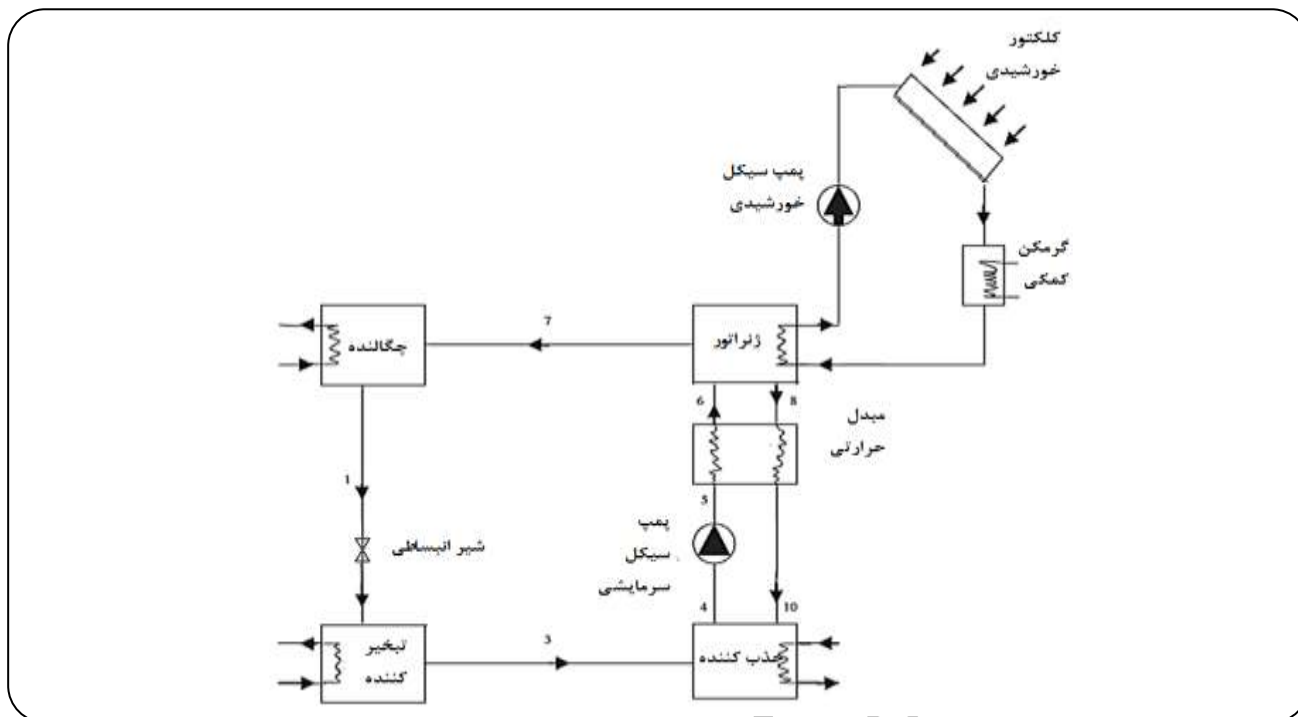 کلکتور
خورشیدی
پمپ سیکل
خورشیدی
گرمکن
کمکی
7
چگالنده
ژنراتور
6
8
مبدل
حرارتی
1
5
پمپ
سیکل
سرمایشی
شیر انبساطی
4
10
تبخیر
کننده
3
جذب کننده